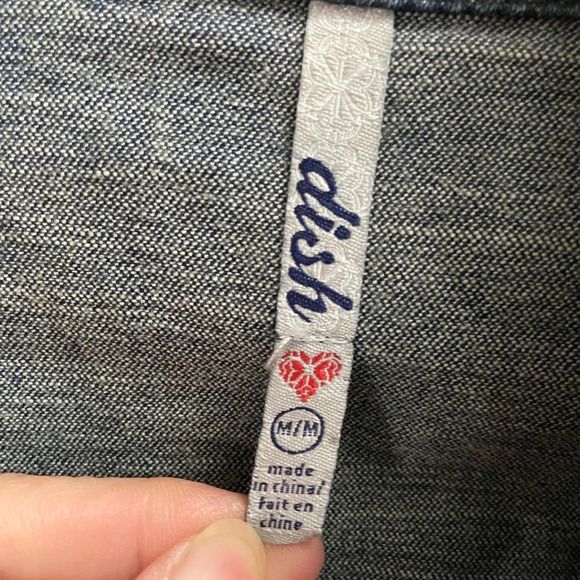 dish
M/M
made
in china/
fait en
chine